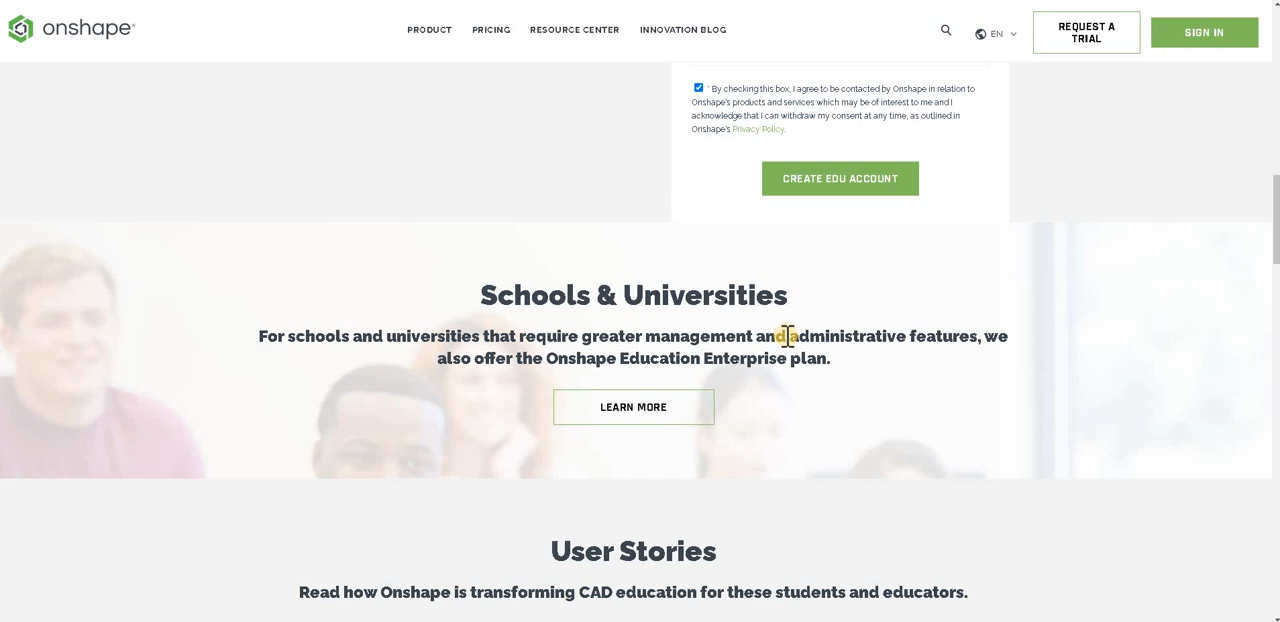 onshape
PRODUCT PRICING RESOURCE CENTER INNOVATION BLOG
EN
REQUEST A
TRIAL
SIGN IN
* By checking this box, I agree to be contacted by Onshape in relation to
Onshape's products and services which may be of interest to me and I
acknowledge that I can withdraw my consent at any time, as outlined in
Onshape's Privacy Policy.
CREATE EDU ACCOUNT
Schools & Universities
For schools and universities that require greater management and administrative features, we
also offer the Onshape Education Enterprise plan.
LEARN MORE
User Stories
Read how Onshape is transforming CAD education for these students and educators.